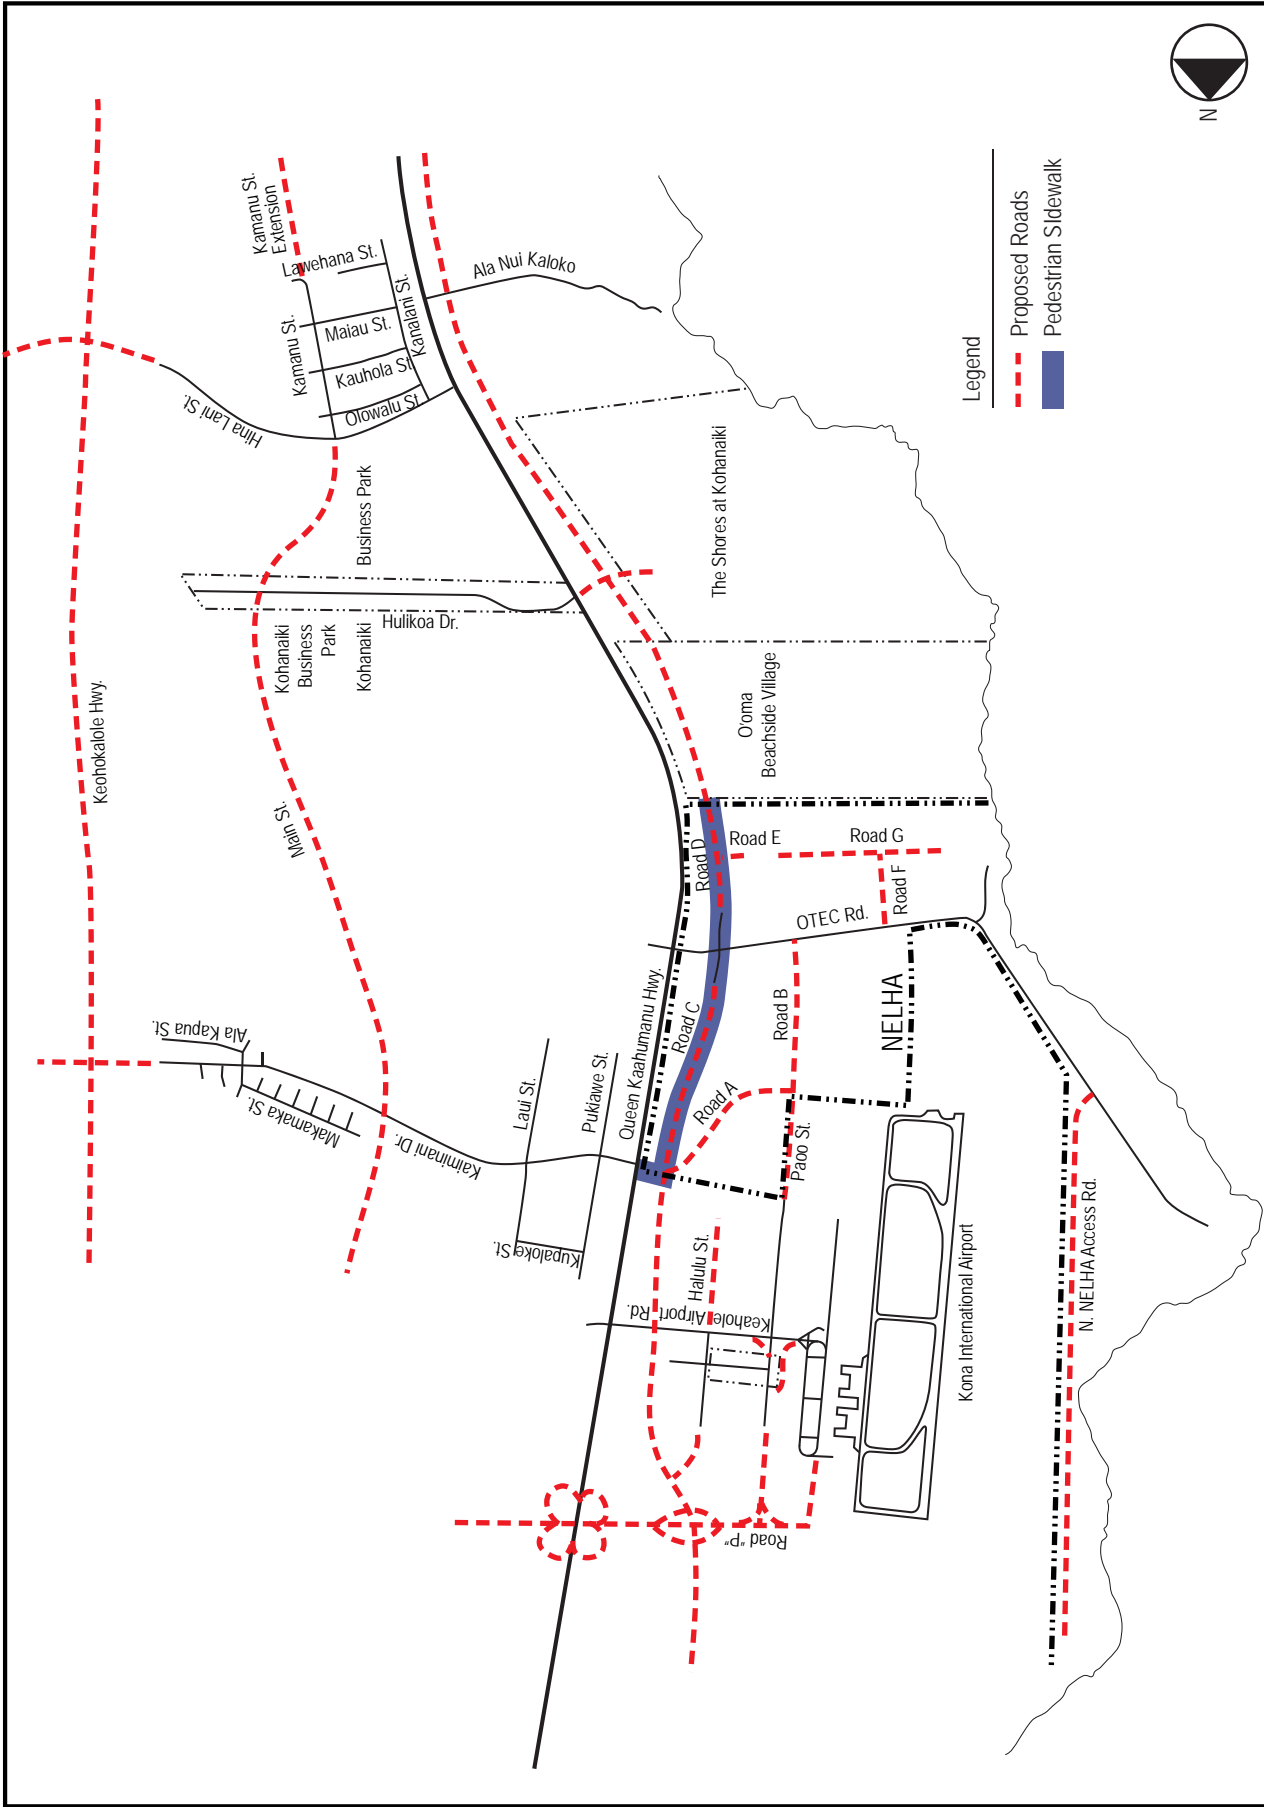 N
Legend
Proposed Roads
Pedestrian SIdewalk
Kamanu St.
Extension
Lawehana St.
Kamanu St.
Maiau St.
Kanalani St.
Kauhola St
Olowalu St
Ala Nui Kaloko
Hina Lani St.
Business Park
Hulikoa Dr.
Kohanaiki
Business
Park
Kohanaiki
The Shores at Kohanaiki
Keohokalole Hwy.
Main St.
O'oma
Beachside Village
Road D
Road E
Road G
Road F
OTEC Rd.
Queen Kaahumanu Hwy.
Road C
Road B
NELHA
Road A
Paoo St.
Ala Kapua St.
Makamaka St.
Kaiminani Dr.
Laui St.
Pukiawe St.
Kupaloke St.
Halulu St.
Keahole Airport Rd.
Kona International Airport
N. NELHA Access Rd.
Road "P"